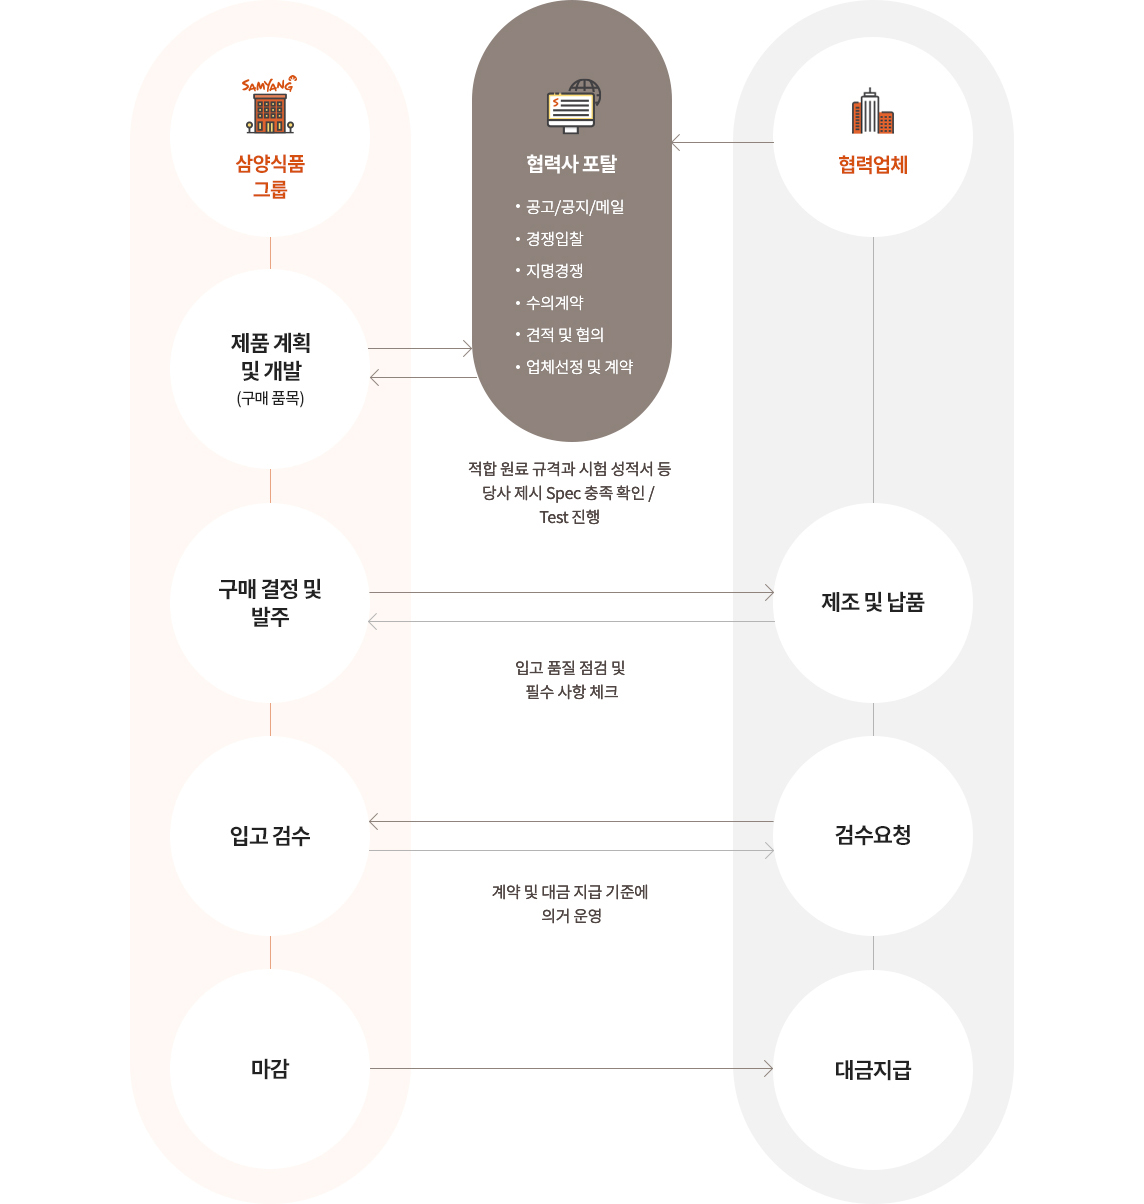 SAMYANG
삼양식품
그룹
협력사 포탈
• 공고/공지/메일
• 경쟁입찰
• 지명경쟁
• 수의계약
• 견적 및 협의
• 업체선정 및 계약
협력업체
제품 계획
및 개발
(구매 품목)
적합 원료 규격과 시험 성적서 등
당사 제시 Spec 충족 확인 /
Test 진행
구매 결정 및
발주
제조 및 납품
입고 품질 점검 및
필수 사항 체크
입고 검수
검수요청
계약 및 대금 지급 기준에
의거 운영
마감
대금지급